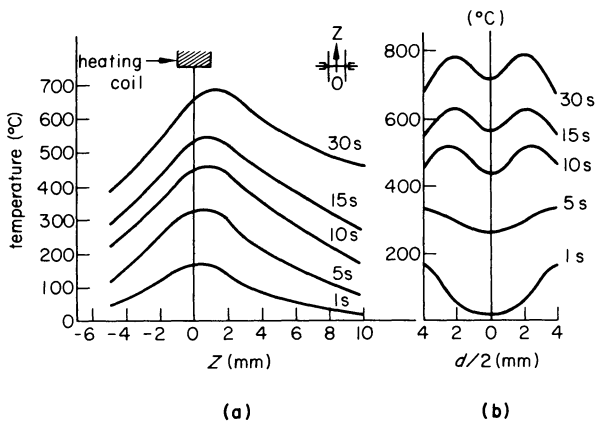 heating
coil
Z
O
temperature (°C)
700
600
500
400
300
200
100
0
30s
15s
10s
5s
1s
-6 -4 -2 0 2 4 6 8 10
Z (mm)
(a)
(°C)
800
600
400
200
30s
15s
10s
5s
1s
4 2 0 2 4
d/2 (mm)
(b)